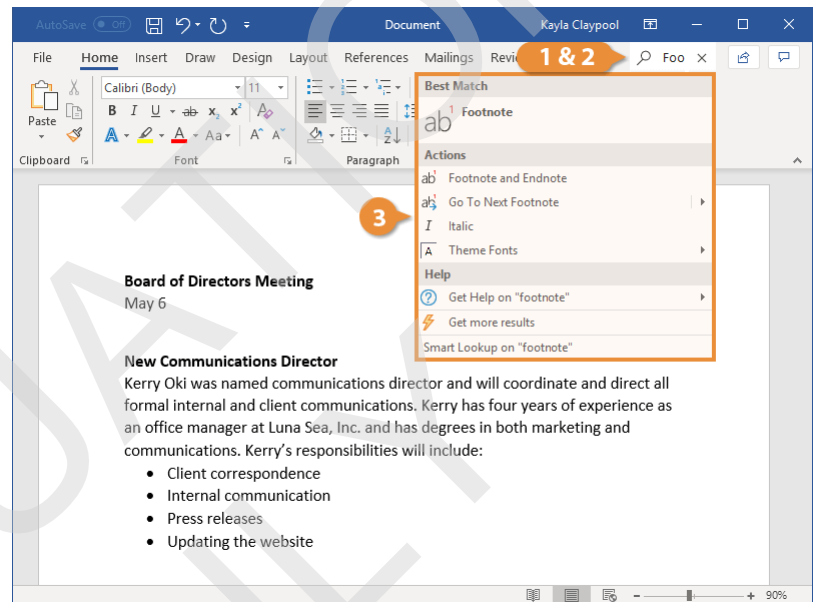 AutoSave Off Document Kayla Claypool
File Home Insert Draw Design Layout References Mailings Revi 1 & 2 Foo
Calibri (Body) 11
Paste
B I U ab x₂ x² A
A A Aa A A
Clipboard Font Paragraph
Best Match
ab¹ Footnote
Actions
ab¹ Footnote and Endnote
ab Go To Next Footnote
3
I Italic
A Theme Fonts
Help
? Get Help on "footnote"
Get more results
Smart Lookup on "footnote"
Board of Directors Meeting
May 6
New Communications Director
Kerry Oki was named communications director and will coordinate and direct all
formal internal and client communications. Kerry has four years of experience as
an office manager at Luna Sea, Inc. and has degrees in both marketing and
communications. Kerry’s responsibilities will include:
• Client correspondence
• Internal communication
• Press releases
• Updating the website
90%